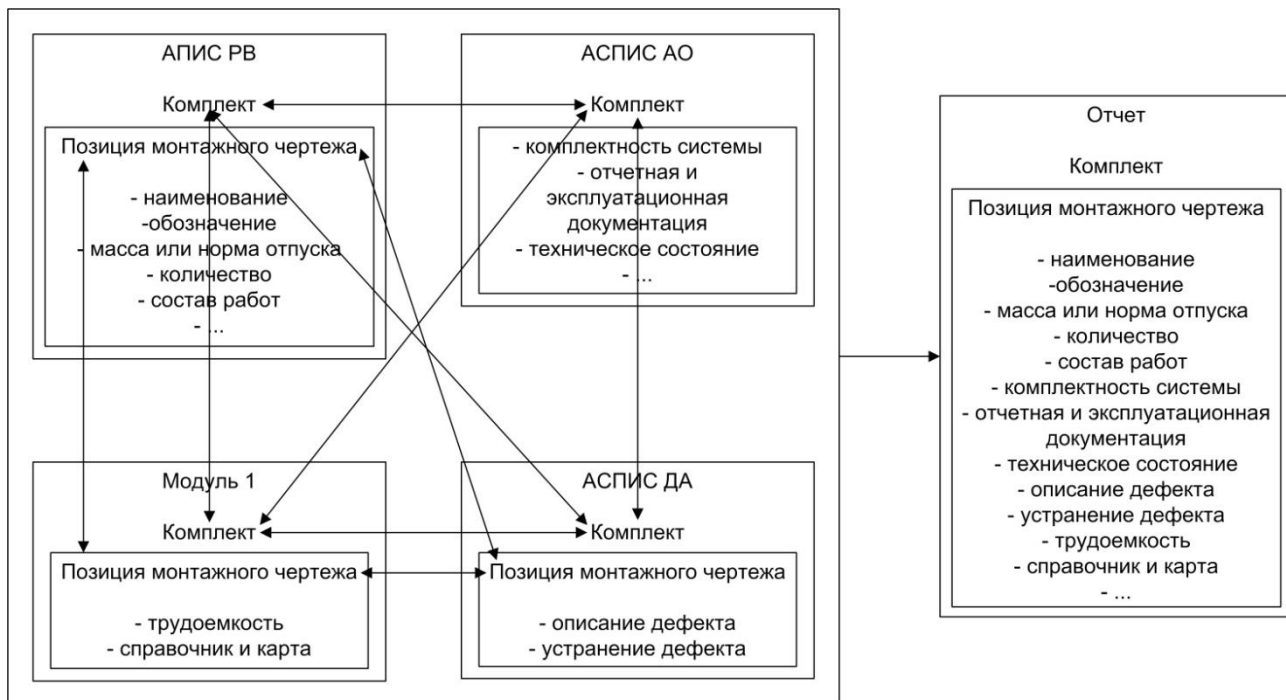 АПИС РВ
Комплект
Позиция монтажного чертежа
- наименование
-обозначение
- масса или норма отпуска
- количество
- состав работ
- ...
АСПИС АО
Комплект
- комплектность системы
- отчетная и
эксплуатационная
документация
- техническое состояние
- ...
Модуль 1
Комплект
Позиция монтажного чертежа
- трудоемкость
- справочник и карта
АСПИС ДА
Комплект
Позиция монтажного чертежа
- описание дефекта
- устранение дефекта
Отчет
Комплект
Позиция монтажного чертежа
- наименование
-обозначение
- масса или норма отпуска
- количество
- состав работ
- комплектность системы
- отчетная и эксплуатационная
документация
- техническое состояние
- описание дефекта
- устранение дефекта
- трудоемкость
- справочник и карта
- ...